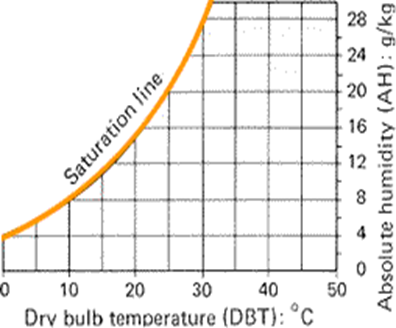 28
24
20
16
12
8
4
0
Absolute humidity (AH): g/kg
Saturation line
0 10 20 30 40 50
Dry bulb temperature (DBT): °C